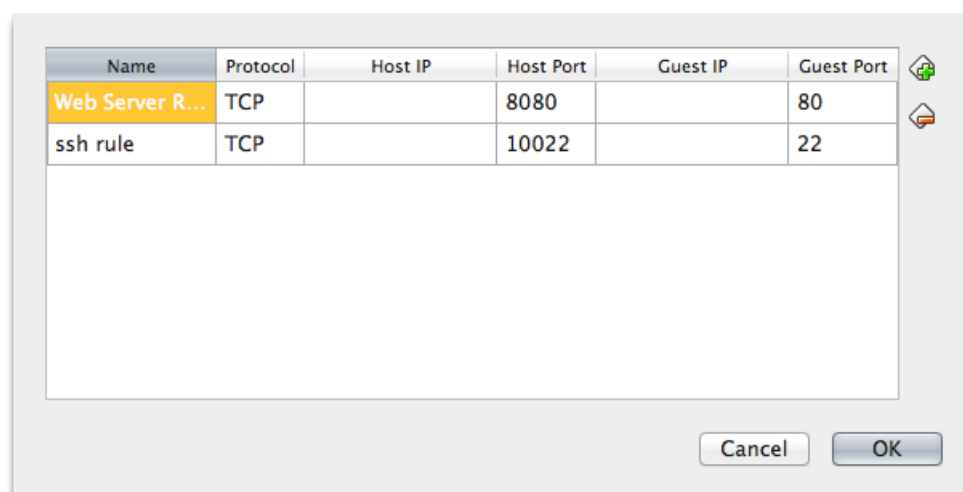 Name Protocol Host IP Host Port Guest IP Guest Port
Web Server R... TCP 8080 80
ssh rule TCP 10022 22
Cancel OK